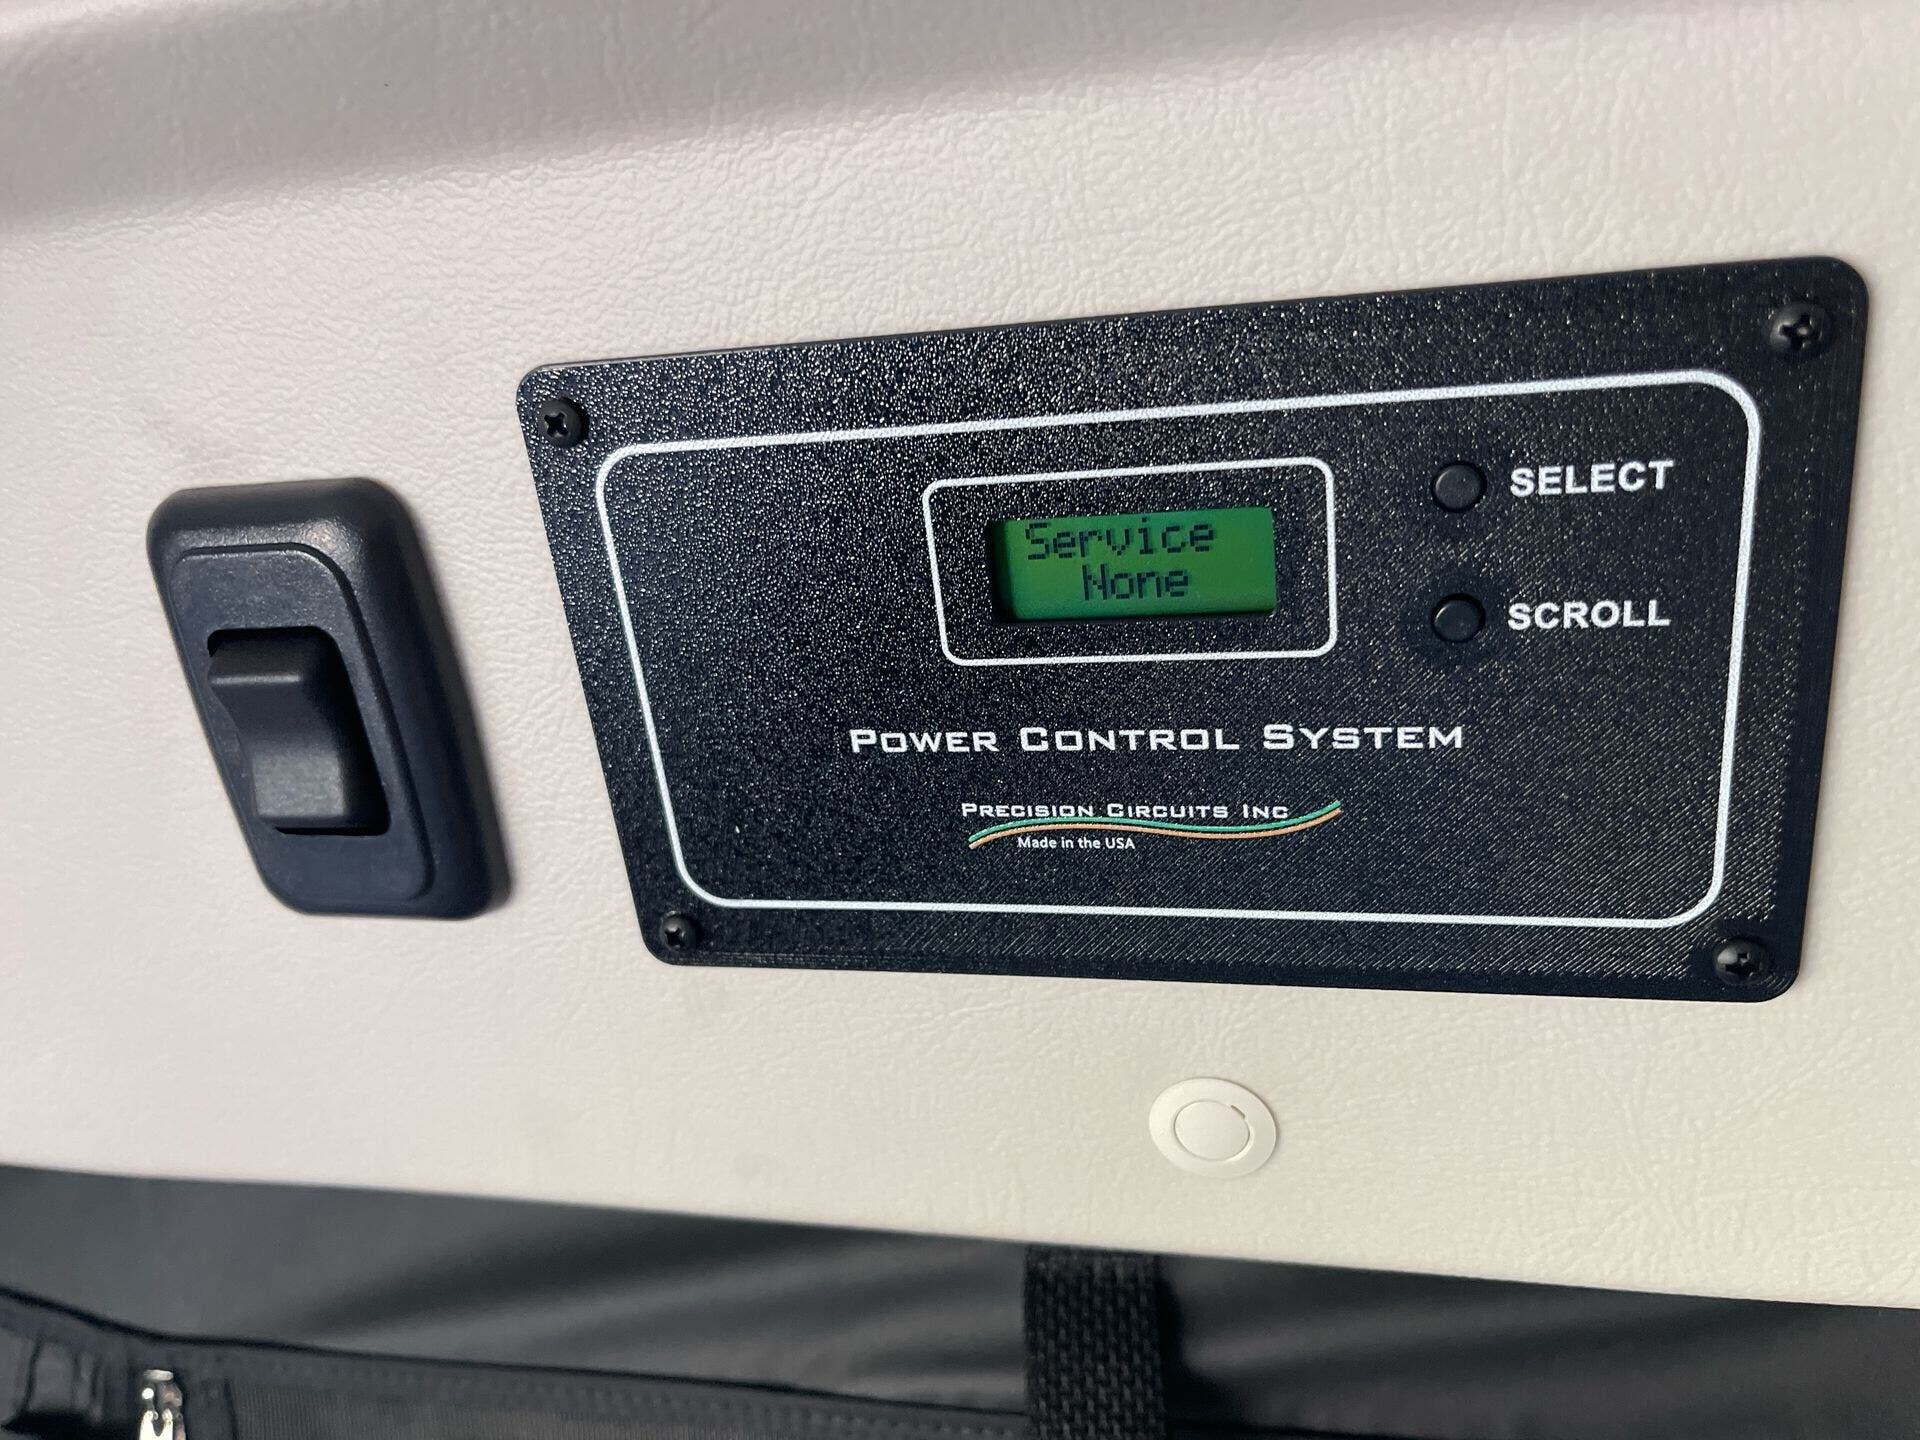 Service
None
SELECT
SCROLL
POWER CONTROL SYSTEM
PRECISION CIRCUITS INC
Made in the USA